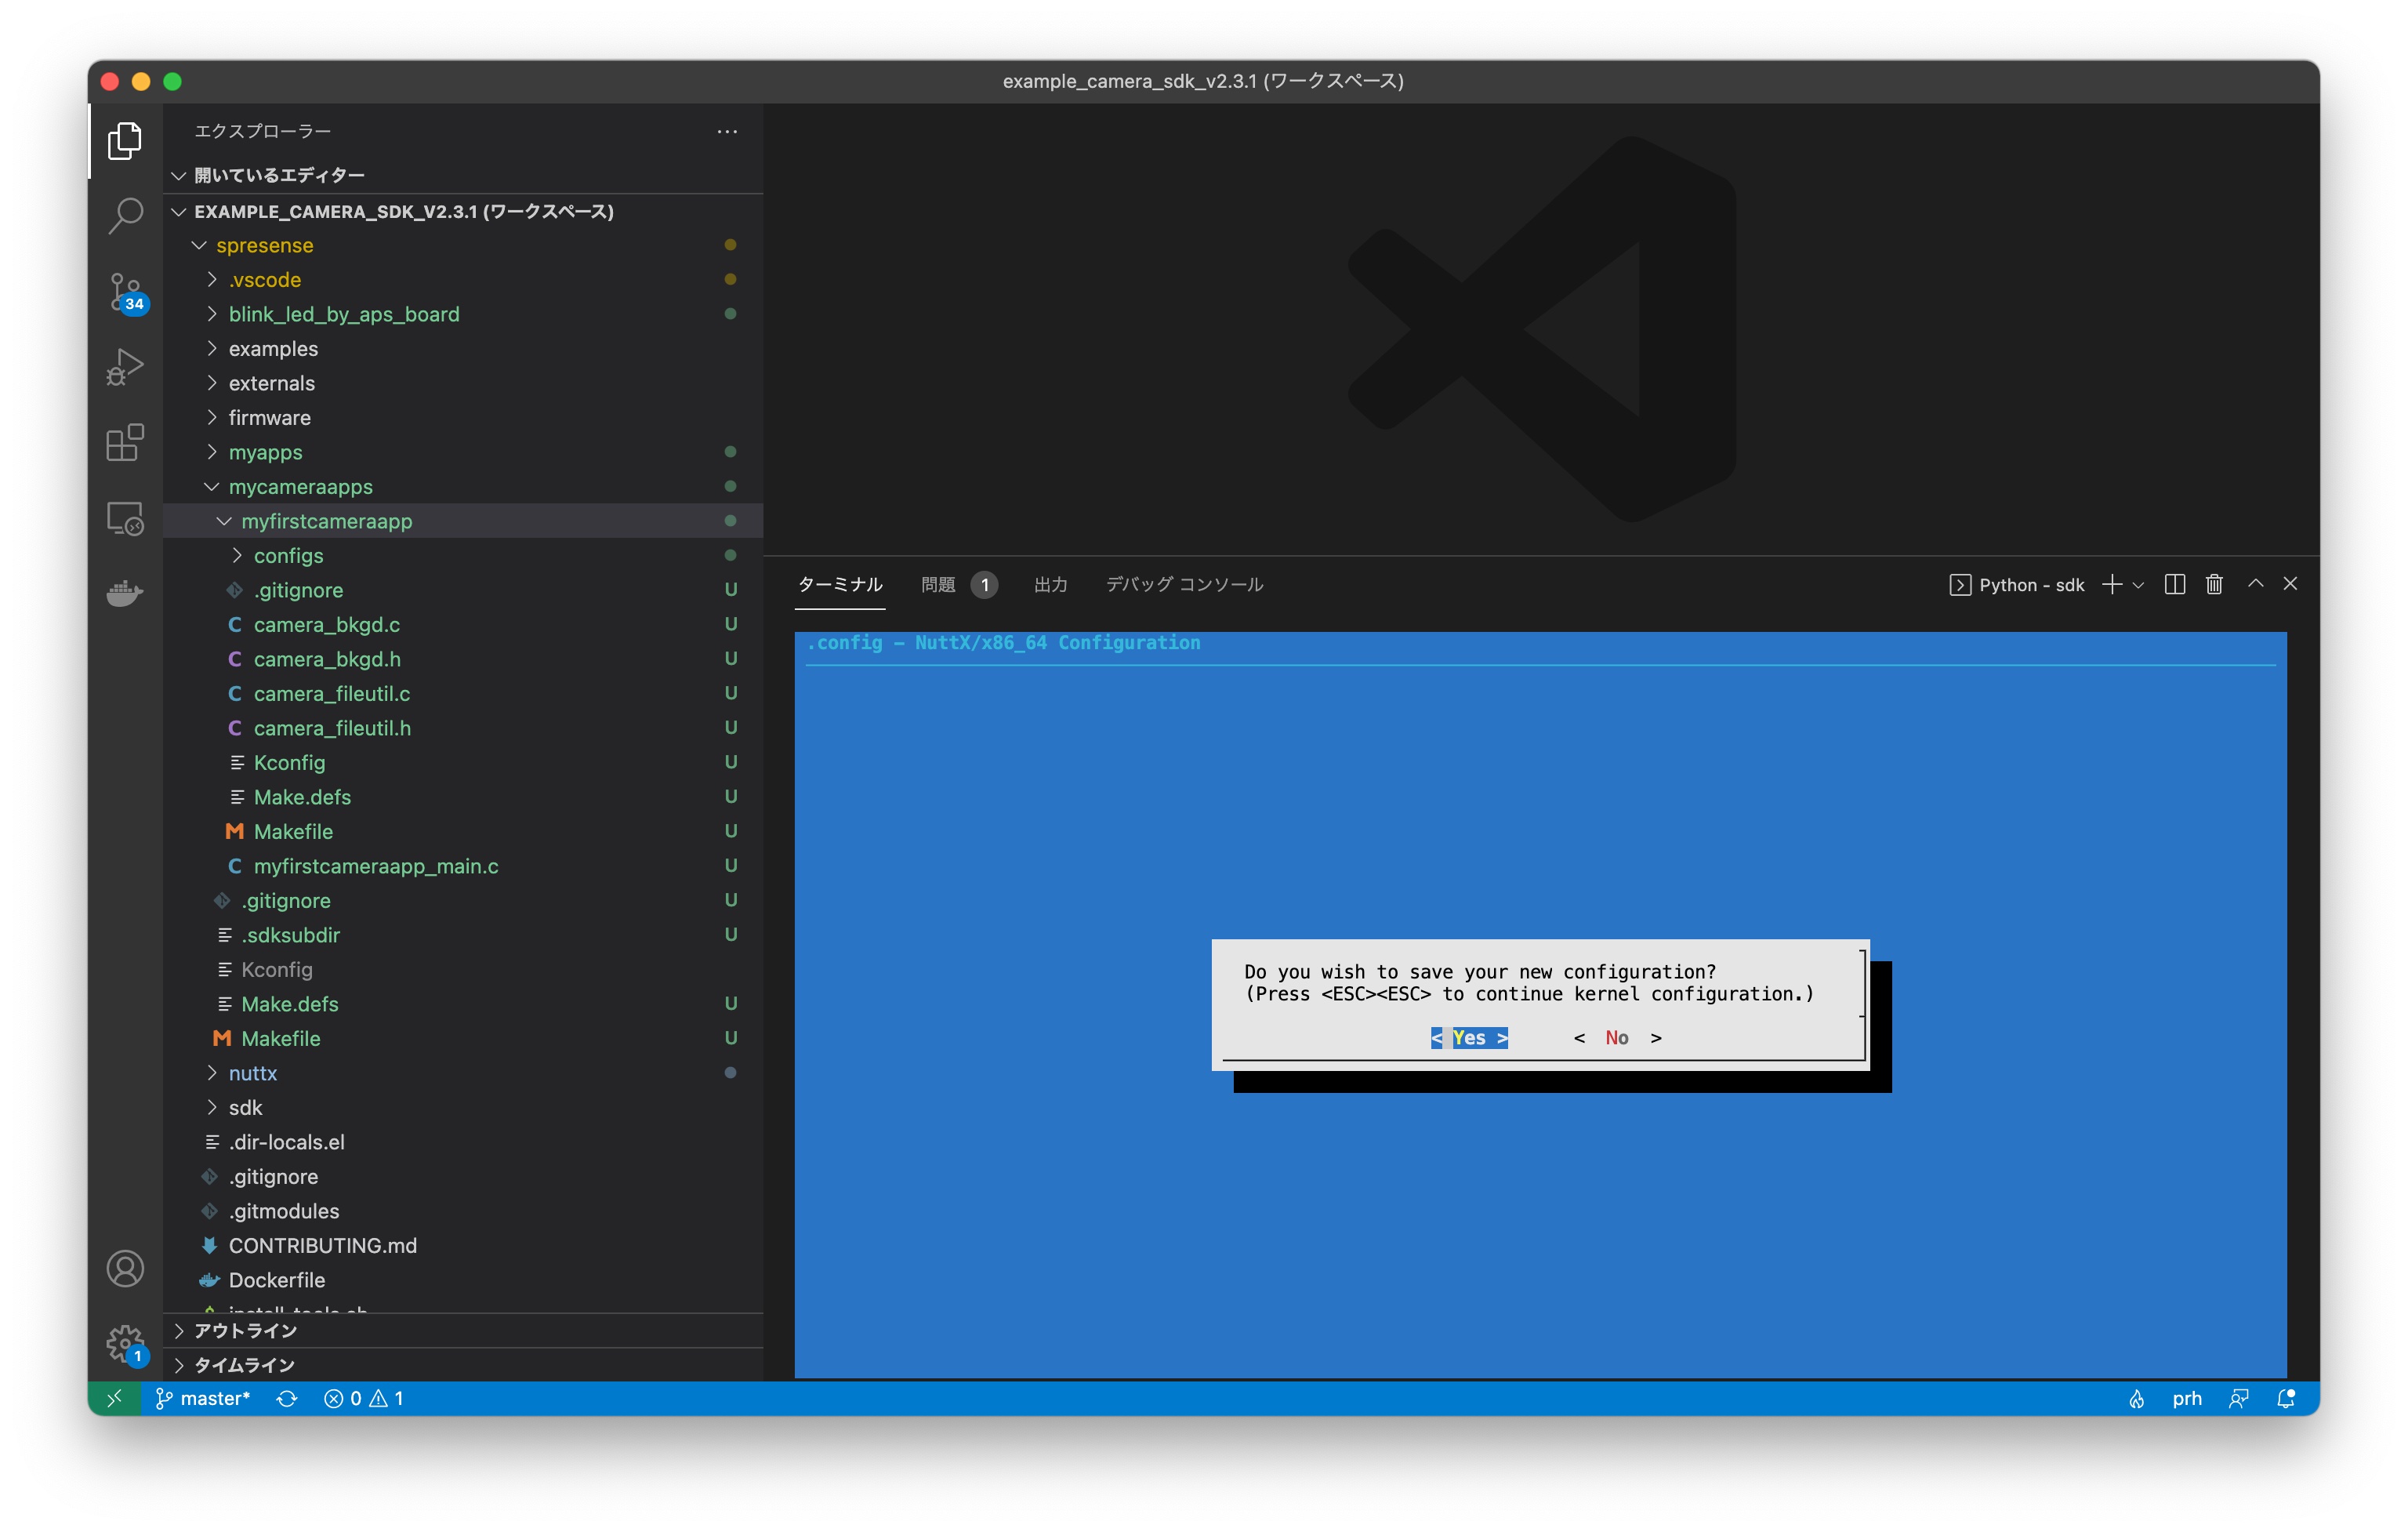 example_camera_sdk_v2.3.1 (ワークスペース)
エクスプローラー
開いているエディター
EXAMPLE_CAMERA_SDK_V2.3.1 (ワークスペース)
spresense
.vscode
blink_led_by_aps_board
examples
externals
firmware
myapps
mycameraapps
myfirstcameraapp
configs
.gitignore U
camera_bkgd.c U
camera_bkgd.h U
camera_fileutil.c U
camera_fileutil.h U
Kconfig U
Make.defs U
Makefile U
myfirstcameraapp_main.c U
.gitignore U
.sdksubdir U
Kconfig
Make.defs U
Makefile U
nuttx
sdk
.dir-locals.el
.gitignore
.gitmodules
CONTRIBUTING.md
Dockerfile
アウトライン
タイムライン
34
1
ターミナル 問題 1 出力 デバッグ コンソール Python - sdk
.config - NuttX/x86_64 Configuration
Do you wish to save your new configuration?
(Press <ESC><ESC> to continue kernel configuration.)
< Yes > < No >
master* 0 1 prh